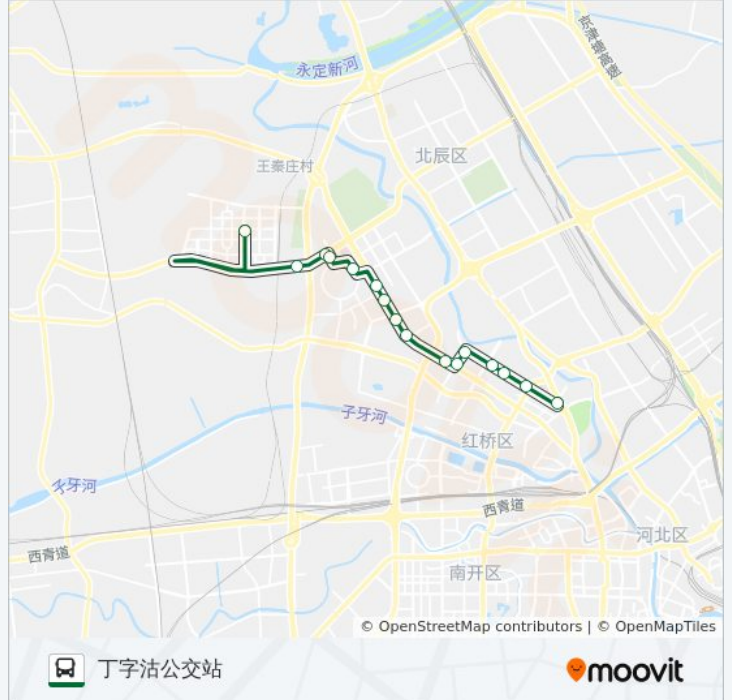 京津塘高速
永定新河
北辰区
王秦庄村
子牙河
红桥区
子牙河
西青道
河北区
西青道
南开区
© OpenStreetMap contributors | © OpenMapTiles
丁字沽公交站
moovit